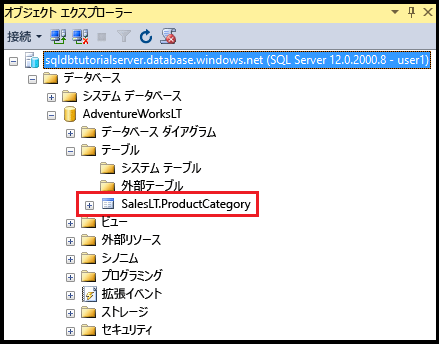 オブジェクト エクスプローラー
接続
sqldbtutorialserver.database.windows.net (SQL Server 12.0.2000.8 - user1)
データベース
システム データベース
AdventureWorksLT
データベース ダイアグラム
テーブル
システム テーブル
外部テーブル
SalesLT.ProductCategory
ビュー
外部リソース
シノニム
プログラミング
拡張イベント
ストレージ
セキュリティ